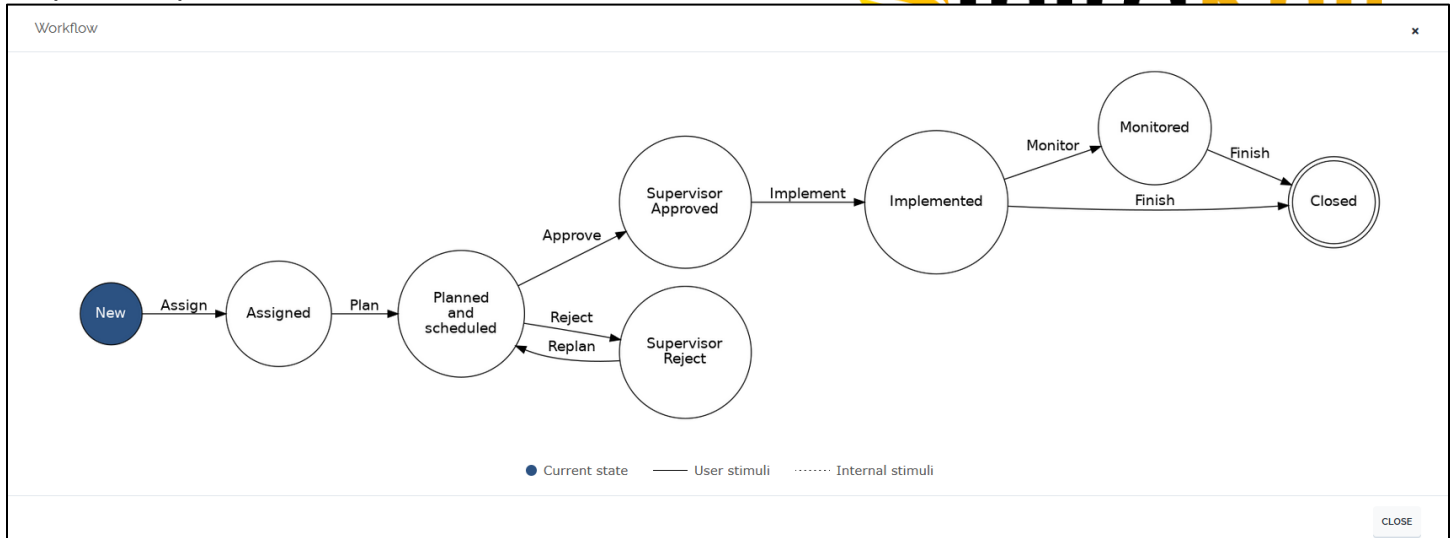 Workflow
×
Monitored
Monitor
Finish
Supervisor
Approved
Implement
Implemented
Finish
Closed
Approve
New
Assign
Assigned
Plan
Planned
and
scheduled
Reject
Replan
Supervisor
Reject
Current state
User stimuli
Internal stimuli
CLOSE